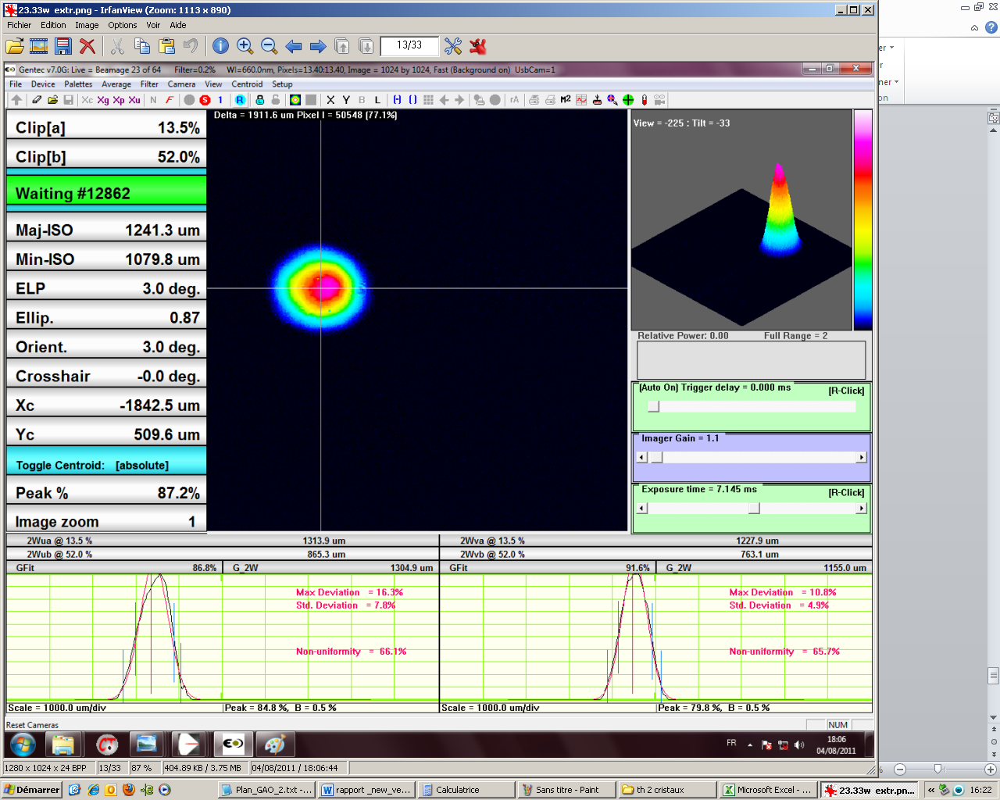 23.33w extr.png - IrfanView (Zoom: 1113 x 890)
Fichier Edition Image Options Voir Aide
13/33
Gentec v7.0G: Live = Beamage 23 of 64 Filter=0.2% Wl=660.0nm, Pixels=13.40:13.40, Image = 1024 by 1024, Fast (Background on) UsbCam=1
File Device Palettes Average Filter Camera View Centroid Setup
Xc Xg Xp Xu N F S 1 R X Y B L rA M2
Delta = 1911.6 um Pixel I = 50548 (77.1%)
View = -225 : Tilt = -33
Clip[a] 13.5%
Clip[b] 52.0%
Waiting #12862
Maj-ISO 1241.3 um
Min-ISO 1079.8 um
ELP 3.0 deg.
Ellip. 0.87
Orient. 3.0 deg.
Crosshair -0.0 deg.
Xc -1842.5 um
Yc 509.6 um
Toggle Centroid: [absolute]
Peak % 87.2%
Image zoom 1
Relative Power: 0.00 Full Range = 2
(Auto On) Trigger delay = 0.000 ms
[R-Click]
Imager Gain = 1.1
Exposure time = 7.145 ms
[R-Click]
2Wua @ 13.5 % 1313.9 um 2Wva @ 13.5 % 1227.9 um
2Wub @ 52.0 % 865.3 um 2Wvb @ 52.0 % 763.1 um
GFit 86.8% G_2W 1304.9 um GFit 91.6% G_2W 1155.0 um
Max Deviation = 16.3% Max Deviation = 10.8%
Std. Deviation = 7.8% Std. Deviation = 4.9%
Non-uniformity = 66.1% Non-uniformity = 65.7%
Scale = 1000.0 um/div Peak = 84.8 %, B = 0.5 % Scale = 1000.0 um/div Peak = 79.8 %, B = 0.5 %
Reset Cameras NUM
FR 18:06
04/08/2011
1280 x 1024 x 24 BPP 13/33 87 % 404.89 KB / 3.75 MB 04/08/2011 / 18:06:44
Démarrer Plan_GAO_2.txt -... rapport _new_ve... Calculatrice Sans titre - Paint th 2 cristaux Microsoft Excel - ... 23.33w extr.pn... 16:22